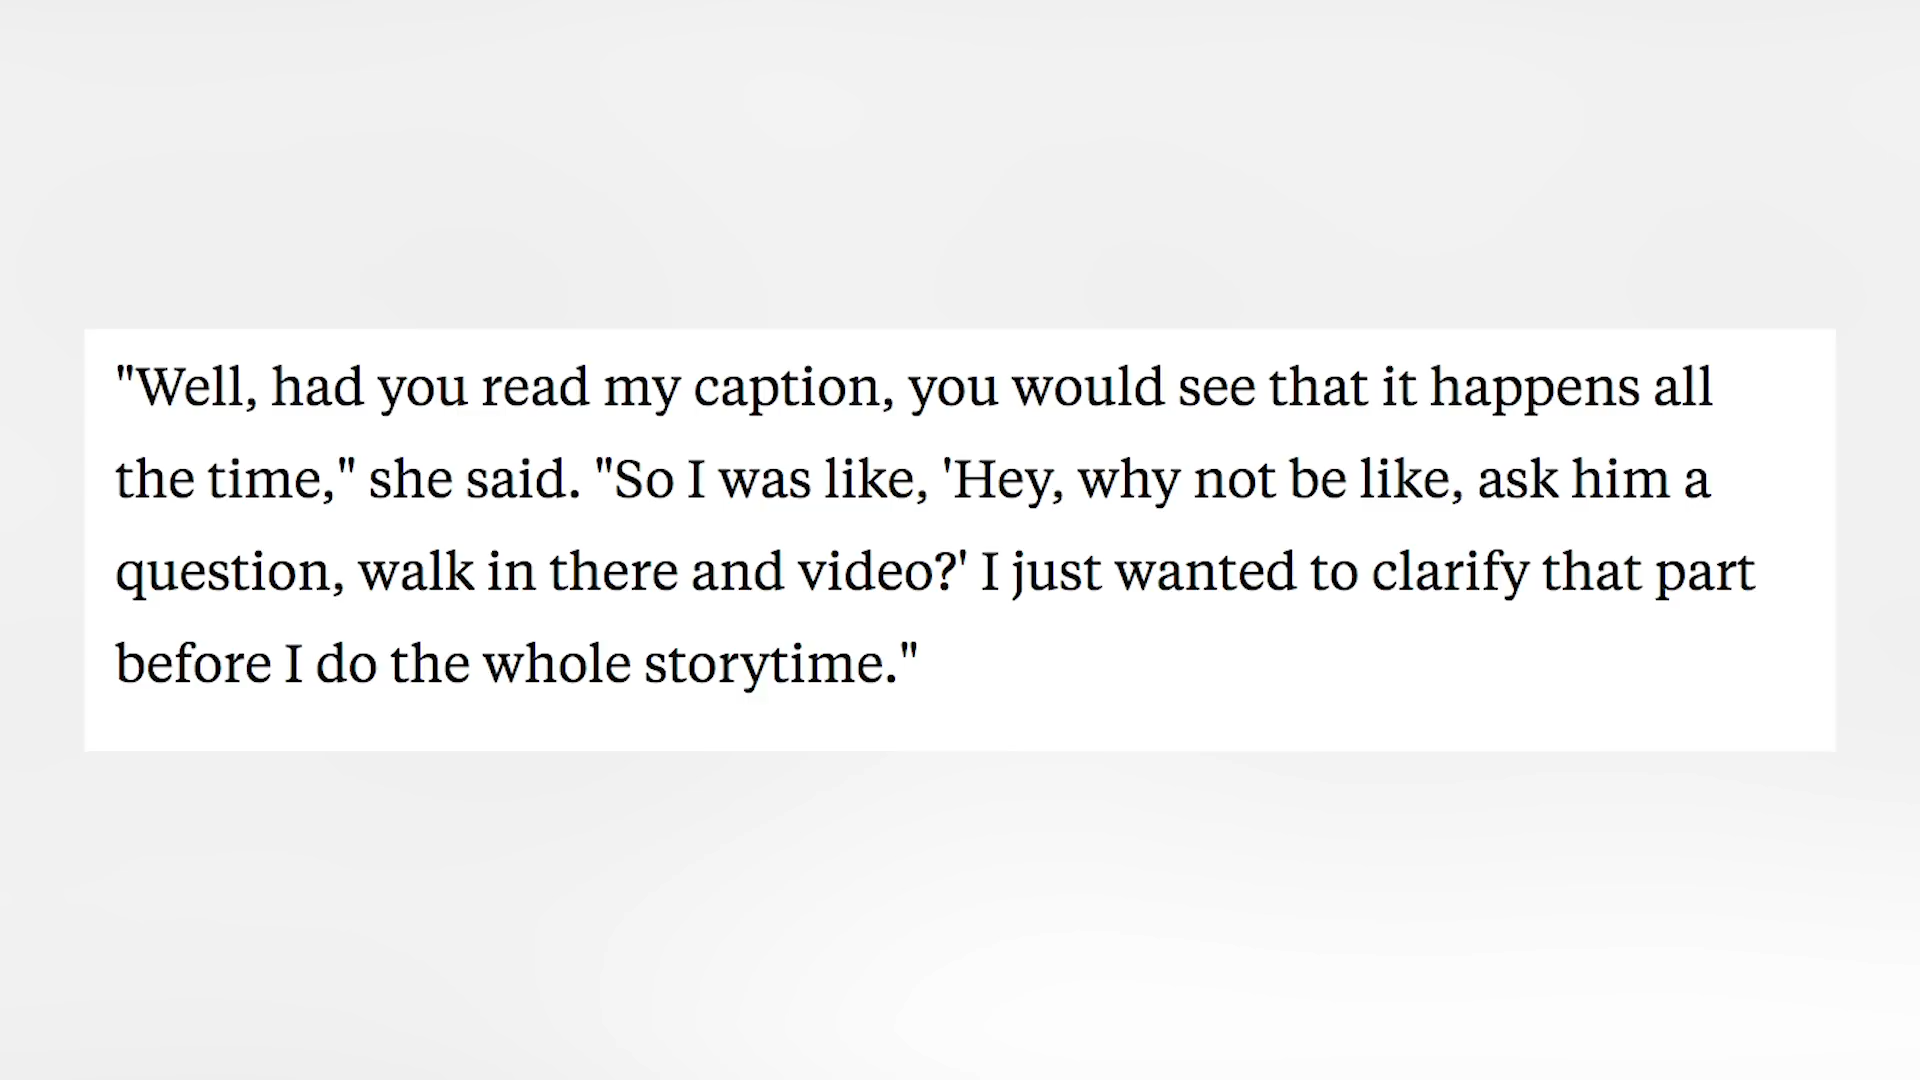 "Well, had you read my caption, you would see that it happens all
the time," she said. "So I was like, 'Hey, why not be like, ask him a
question, walk in there and video?' I just wanted to clarify that part
before I do the whole storytime."